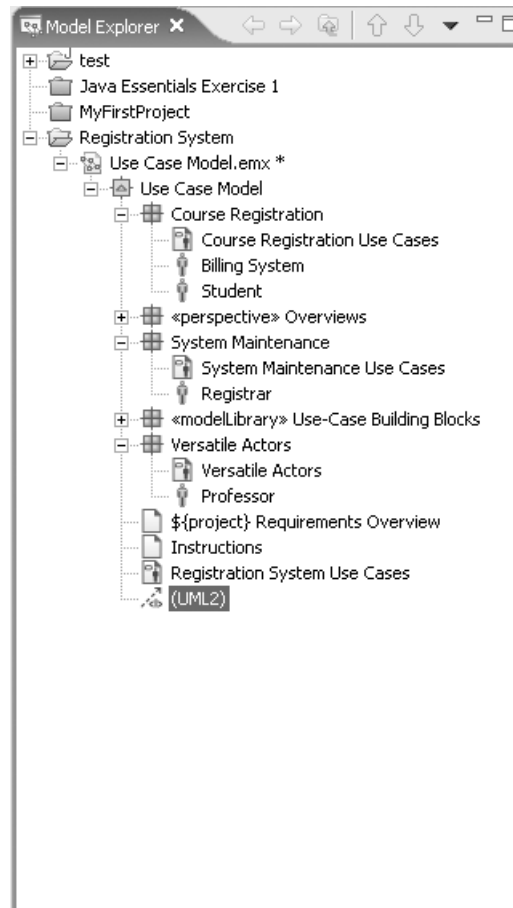 Model Explorer
test
Java Essentials Exercise 1
MyFirstProject
Registration System
Use Case Model.emx *
Use Case Model
Course Registration
Course Registration Use Cases
Billing System
Student
«perspective» Overviews
System Maintenance
System Maintenance Use Cases
Registrar
«modelLibrary» Use-Case Building Blocks
Versatile Actors
Versatile Actors
Professor
${project} Requirements Overview
Instructions
Registration System Use Cases
(UML2)